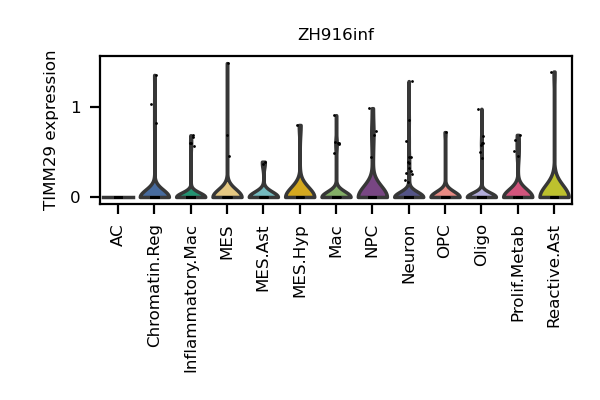 ZH916inf
TIMM29 expression
1
0
AC
Chromatin.Reg
Inflammatory.Mac
MES
MES.Ast
MES.Hyp
Mac
NPC
Neuron
OPC
Oligo
Prolif.Metab
Reactive.Ast